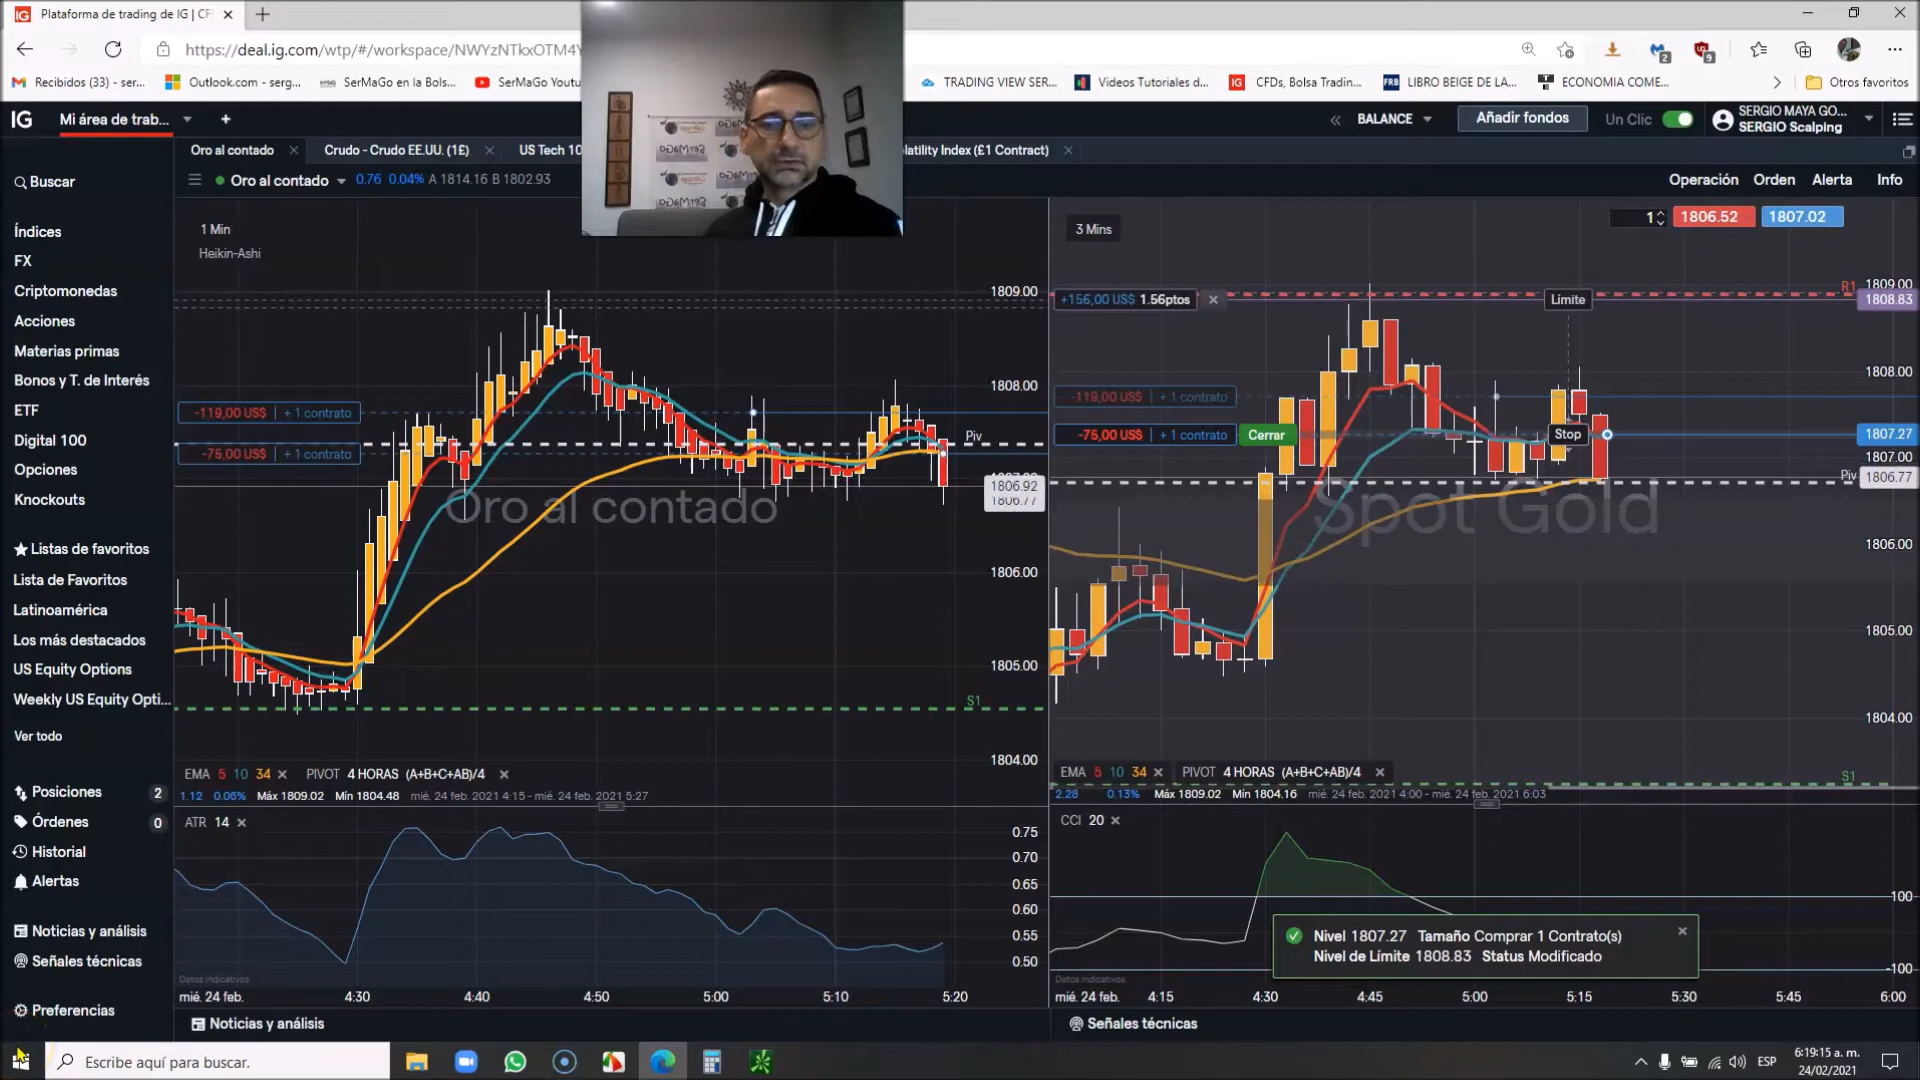 Plataforma de trading de IG | CF
https://deal.ig.com/wtp/#/workspace/NWYzNTkxOTM4Y
2
9
Recibidos (33) - ser...
Outlook.com - serg...
SerMaGo en la Bols...
SerMaGo Youtu
TRADING VIEW SER...
Videos Tutoriales d...
CFDs, Bolsa Tradin...
LIBRO BEIGE DE LA...
ECONOMIA COME...
Otros favoritos
IG
Mi área de trab...
BALANCE
Añadir fondos
Un Clic
SERGIO MAYA GO...
SERGIO Scalping
Oro al contado
Crudo - Crudo EE.UU. (1£)
US Tech 10
latility Index (£1 Contract)
Oro al contado 0.76 0.04% A 1814.16 B 1802.93
Operación Orden Alerta Info
Buscar
Índices
FX
Criptomonedas
Acciones
Materias primas
Bonos y T. de Interés
ETF
Digital 100
Opciones
Knockouts
Listas de favoritos
Lista de Favoritos
Latinoamérica
Los más destacados
US Equity Options
Weekly US Equity Opti...
Ver todo
Posiciones 2
Órdenes 0
Historial
Alertas
Noticias y análisis
Señales técnicas
Preferencias
1 Min
Heikin-Ashi
1809.00
1808.00
-119,00 US$ + 1 contrato
Piv
-75,00 US$ + 1 contrato
1806.92
1806.77
Oro al contado
1806.00
1805.00
S1
1804.00
EMA 5 10 34 PIVOT 4 HORAS (A+B+C+AB)/4
1.12 0.06% Máx 1809.02 Mín 1804.48 mié. 24 feb. 2021 4:15 - mié. 24 feb. 2021 5:27
ATR 14
0.75
0.70
0.65
0.60
0.55
0.50
Datos indicativos
mié. 24 feb. 4:30 4:40 4:50 5:00 5:10 5:20
Noticias y análisis
3 Mins
1 1806.52 1807.02
+156,00 US$ 1.56ptos
Limite
R1
1809.00
1808.83
1808.00
-119,00 US$ + 1 contrato
-75,00 US$ + 1 contrato Cerrar
Stop
1807.27
1807.00
Piv
1806.77
Spot Gold
1806.00
1805.00
1804.00
S1
EMA 5 10 34 PIVOT 4 HORAS (A+B+C+AB)/4
2.28 0.13% Máx 1809.02 Mín 1804.16 mié. 24 feb. 2021 4:00 - mié. 24 feb. 2021 6:03
CCI 20
100
-100
Nivel 1807.27 Tamaño Comprar 1 Contrato(s)
Nivel de Límite 1808.83 Status Modificado
Datos indicativos
mié. 24 feb. 4:15 4:30 4:45 5:00 5:15 5:30 5:45 6:00
Señales técnicas
Escribe aquí para buscar.
ESP
6:19:15 a. m.
24/02/2021